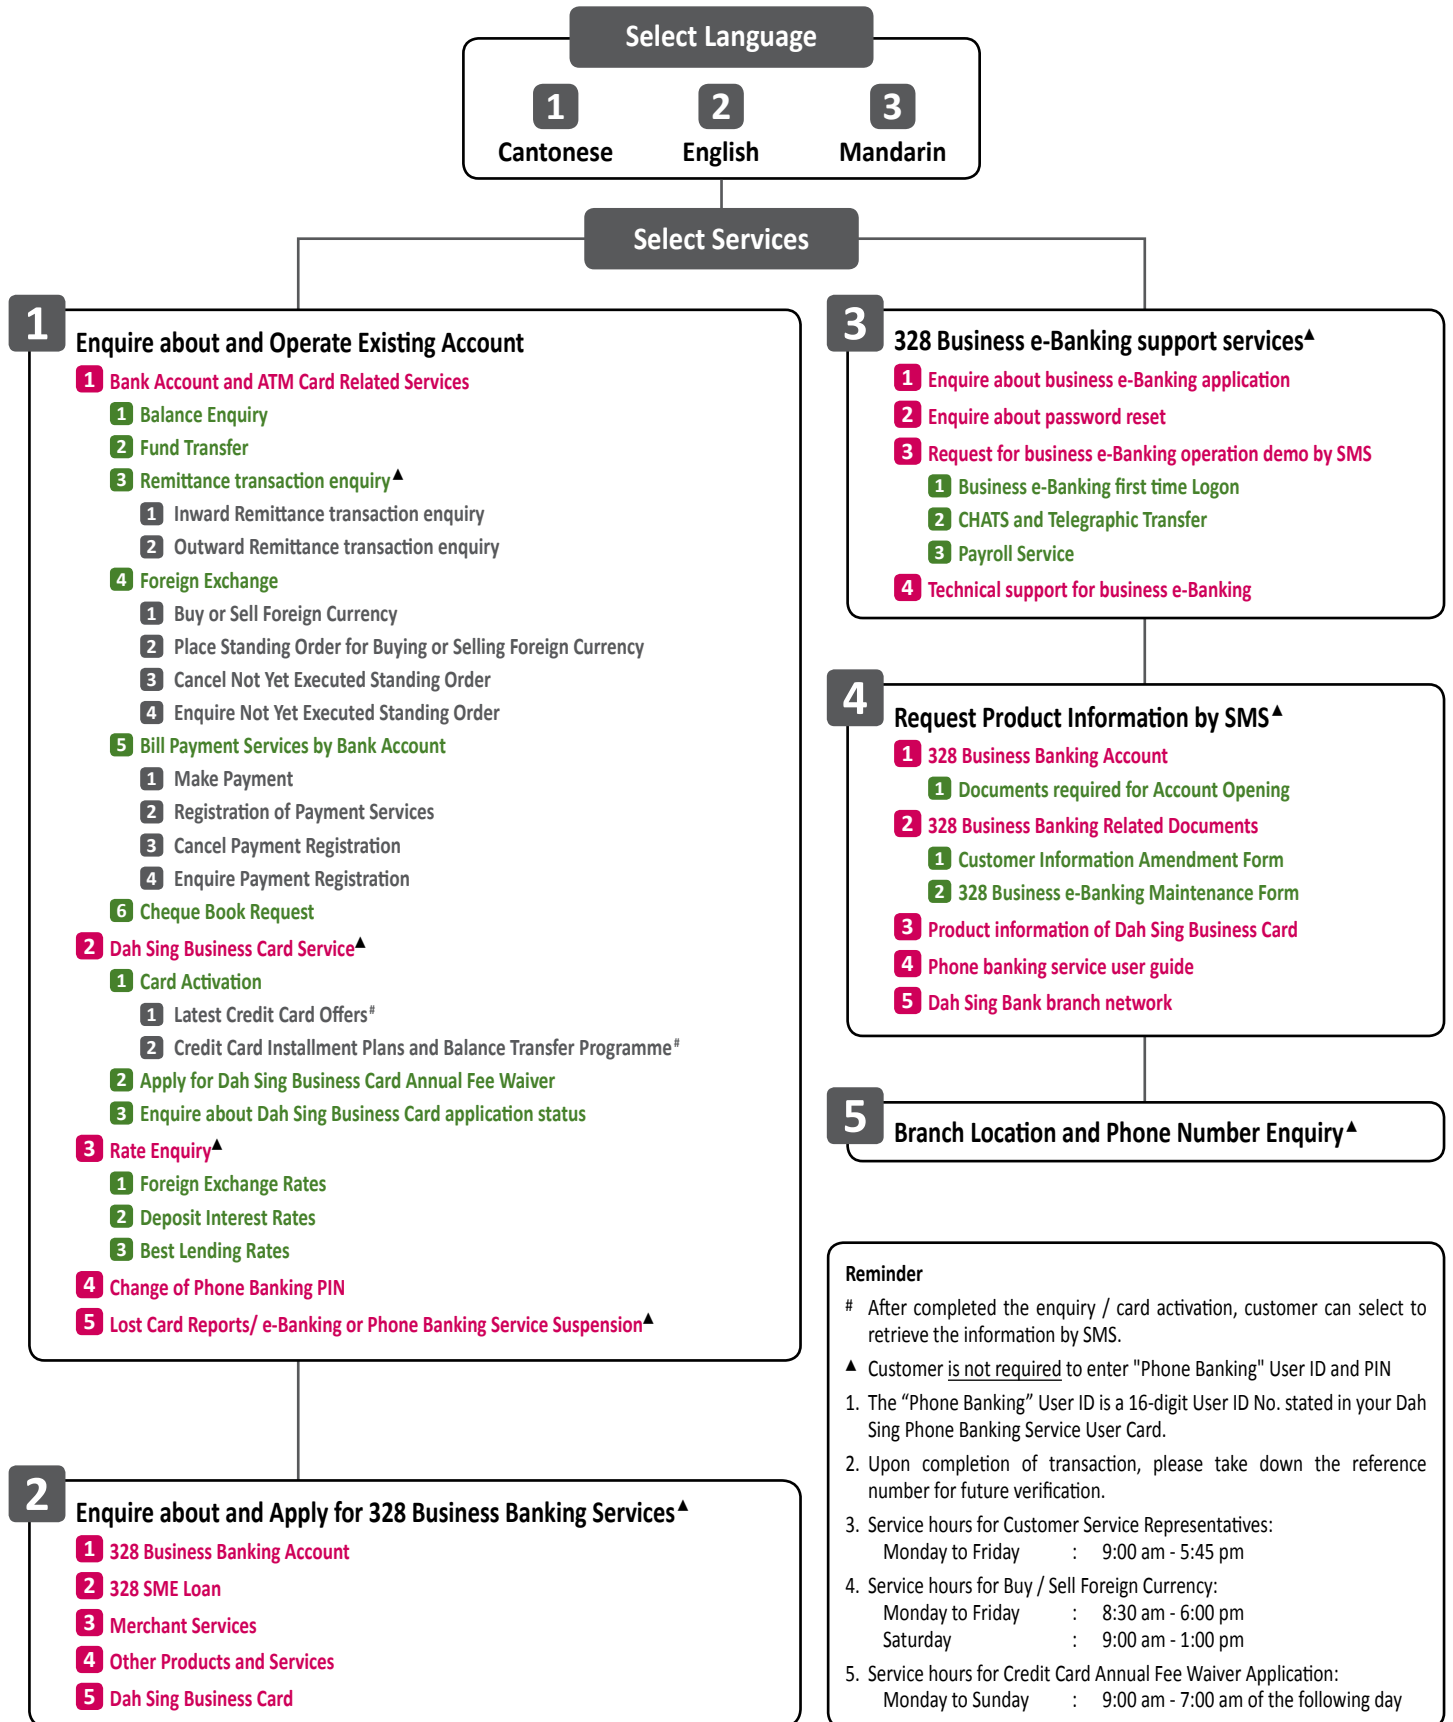 Select Language
1 2 3
Cantonese English Mandarin
Select Services
1
Enquire about and Operate Existing Account
1 Bank Account and ATM Card Related Services
1 Balance Enquiry
2 Fund Transfer
3 Remittance transaction enquiry▲
1 Inward Remittance transaction enquiry
2 Outward Remittance transaction enquiry
4 Foreign Exchange
1 Buy or Sell Foreign Currency
2 Place Standing Order for Buying or Selling Foreign Currency
3 Cancel Not Yet Executed Standing Order
4 Enquire Not Yet Executed Standing Order
5 Bill Payment Services by Bank Account
1 Make Payment
2 Registration of Payment Services
3 Cancel Payment Registration
4 Enquire Payment Registration
6 Cheque Book Request
2 Dah Sing Business Card Service▲
1 Card Activation
1 Latest Credit Card Offers#
2 Credit Card Installment Plans and Balance Transfer Programme#
2 Apply for Dah Sing Business Card Annual Fee Waiver
3 Enquire about Dah Sing Business Card application status
3 Rate Enquiry▲
1 Foreign Exchange Rates
2 Deposit Interest Rates
3 Best Lending Rates
4 Change of Phone Banking PIN
5 Lost Card Reports/ e-Banking or Phone Banking Service Suspension▲
2
Enquire about and Apply for 328 Business Banking Services▲
1 328 Business Banking Account
2 328 SME Loan
3 Merchant Services
4 Other Products and Services
5 Dah Sing Business Card
3
328 Business e-Banking support services▲
1 Enquire about business e-Banking application
2 Enquire about password reset
3 Request for business e-Banking operation demo by SMS
1 Business e-Banking first time Logon
2 CHATS and Telegraphic Transfer
3 Payroll Service
4 Technical support for business e-Banking
4
Request Product Information by SMS▲
1 328 Business Banking Account
1 Documents required for Account Opening
2 328 Business Banking Related Documents
1 Customer Information Amendment Form
2 328 Business e-Banking Maintenance Form
3 Product information of Dah Sing Business Card
4 Phone banking service user guide
5 Dah Sing Bank branch network
5
Branch Location and Phone Number Enquiry▲
Reminder
# After completed the enquiry / card activation, customer can select to
retrieve the information by SMS.
▲ Customer is not required to enter "Phone Banking" User ID and PIN
1. The “Phone Banking” User ID is a 16-digit User ID No. stated in your Dah
Sing Phone Banking Service User Card.
2. Upon completion of transaction, please take down the reference
number for future verification.
3. Service hours for Customer Service Representatives:
Monday to Friday : 9:00 am - 5:45 pm
4. Service hours for Buy / Sell Foreign Currency:
Monday to Friday : 8:30 am - 6:00 pm
Saturday : 9:00 am - 1:00 pm
5. Service hours for Credit Card Annual Fee Waiver Application:
Monday to Sunday : 9:00 am - 7:00 am of the following day